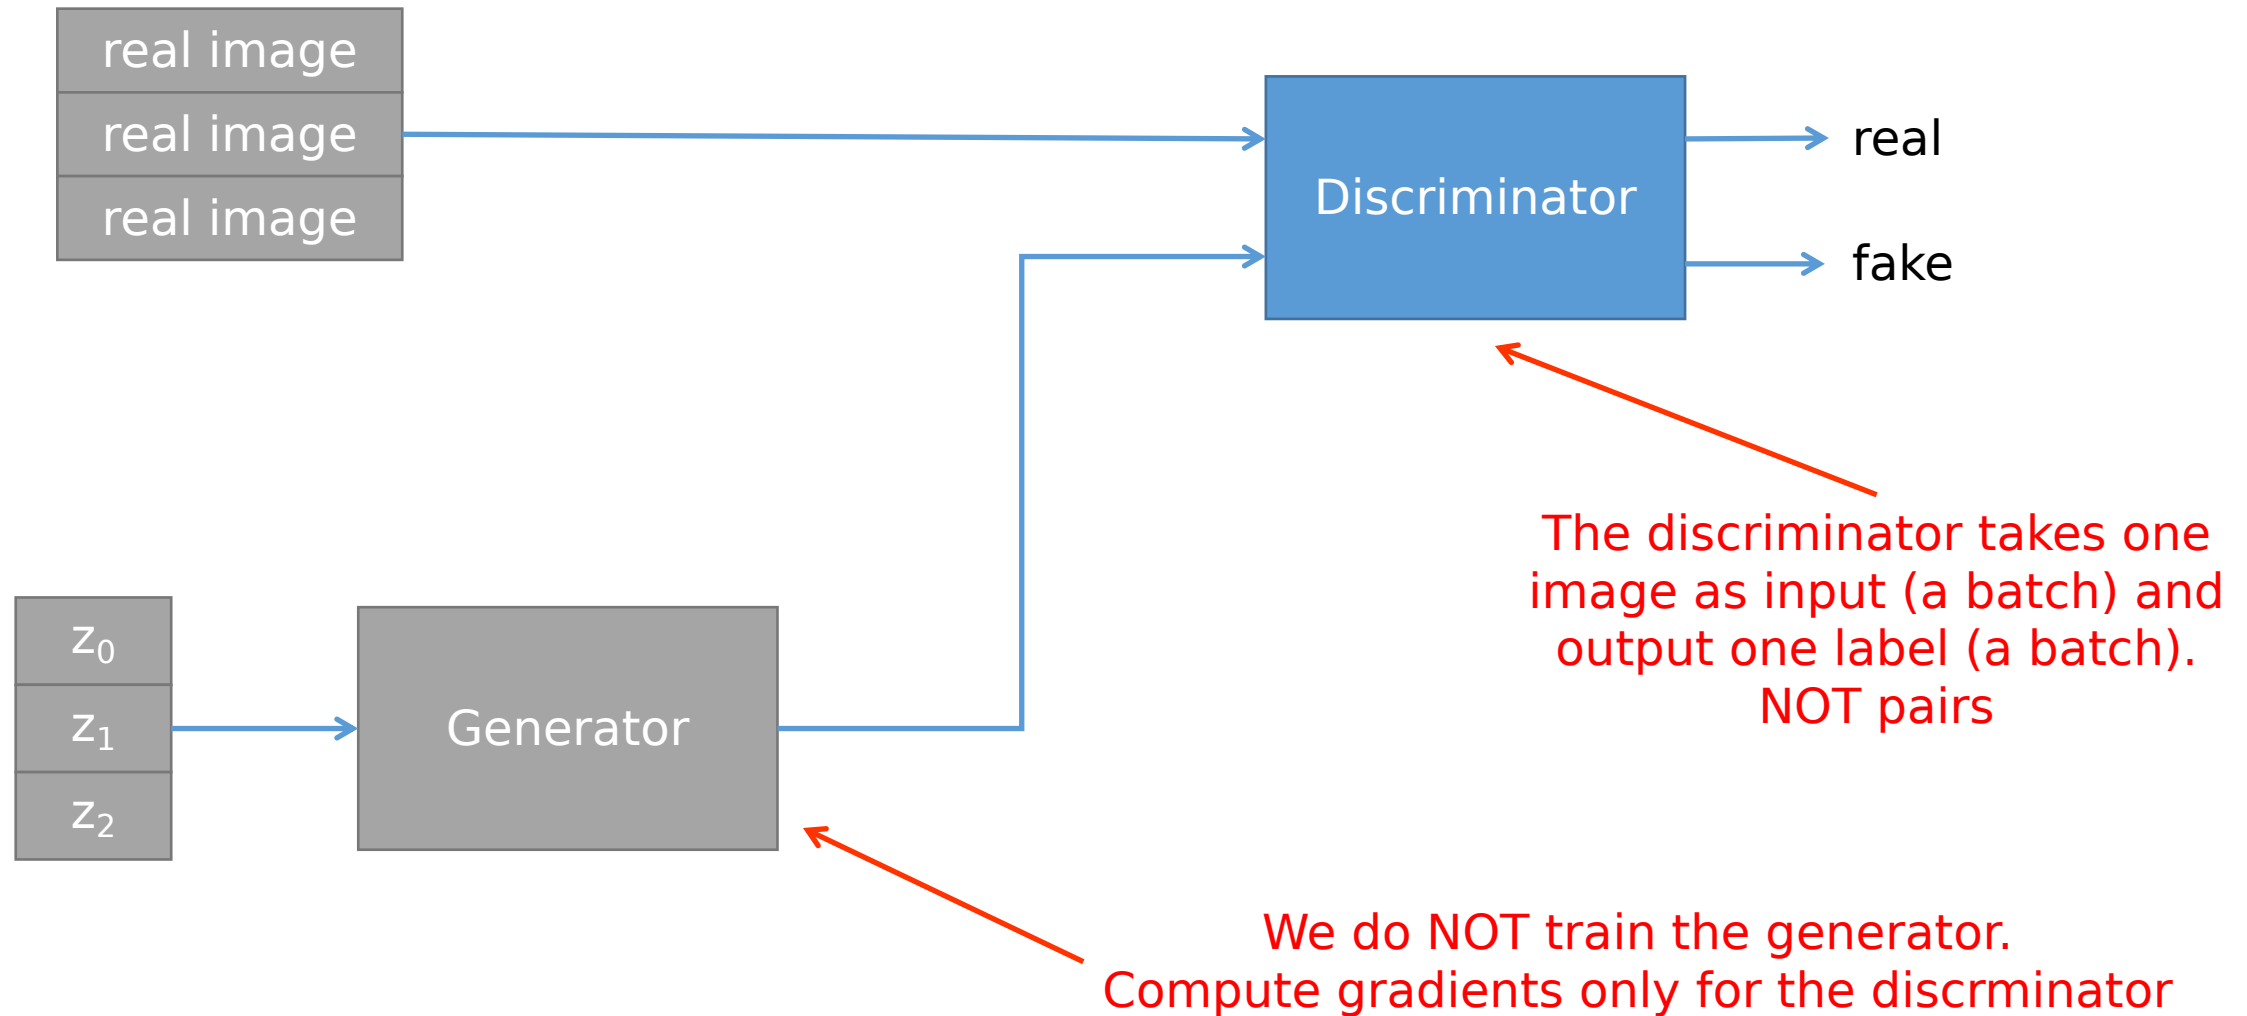 real image
real image
real image
Discriminator
real
fake
The discriminator takes one
image as input (a batch) and
output one label (a batch).
NOT pairs
z₀
z₁
z₂
Generator
We do NOT train the generator.
Compute gradients only for the discrminator